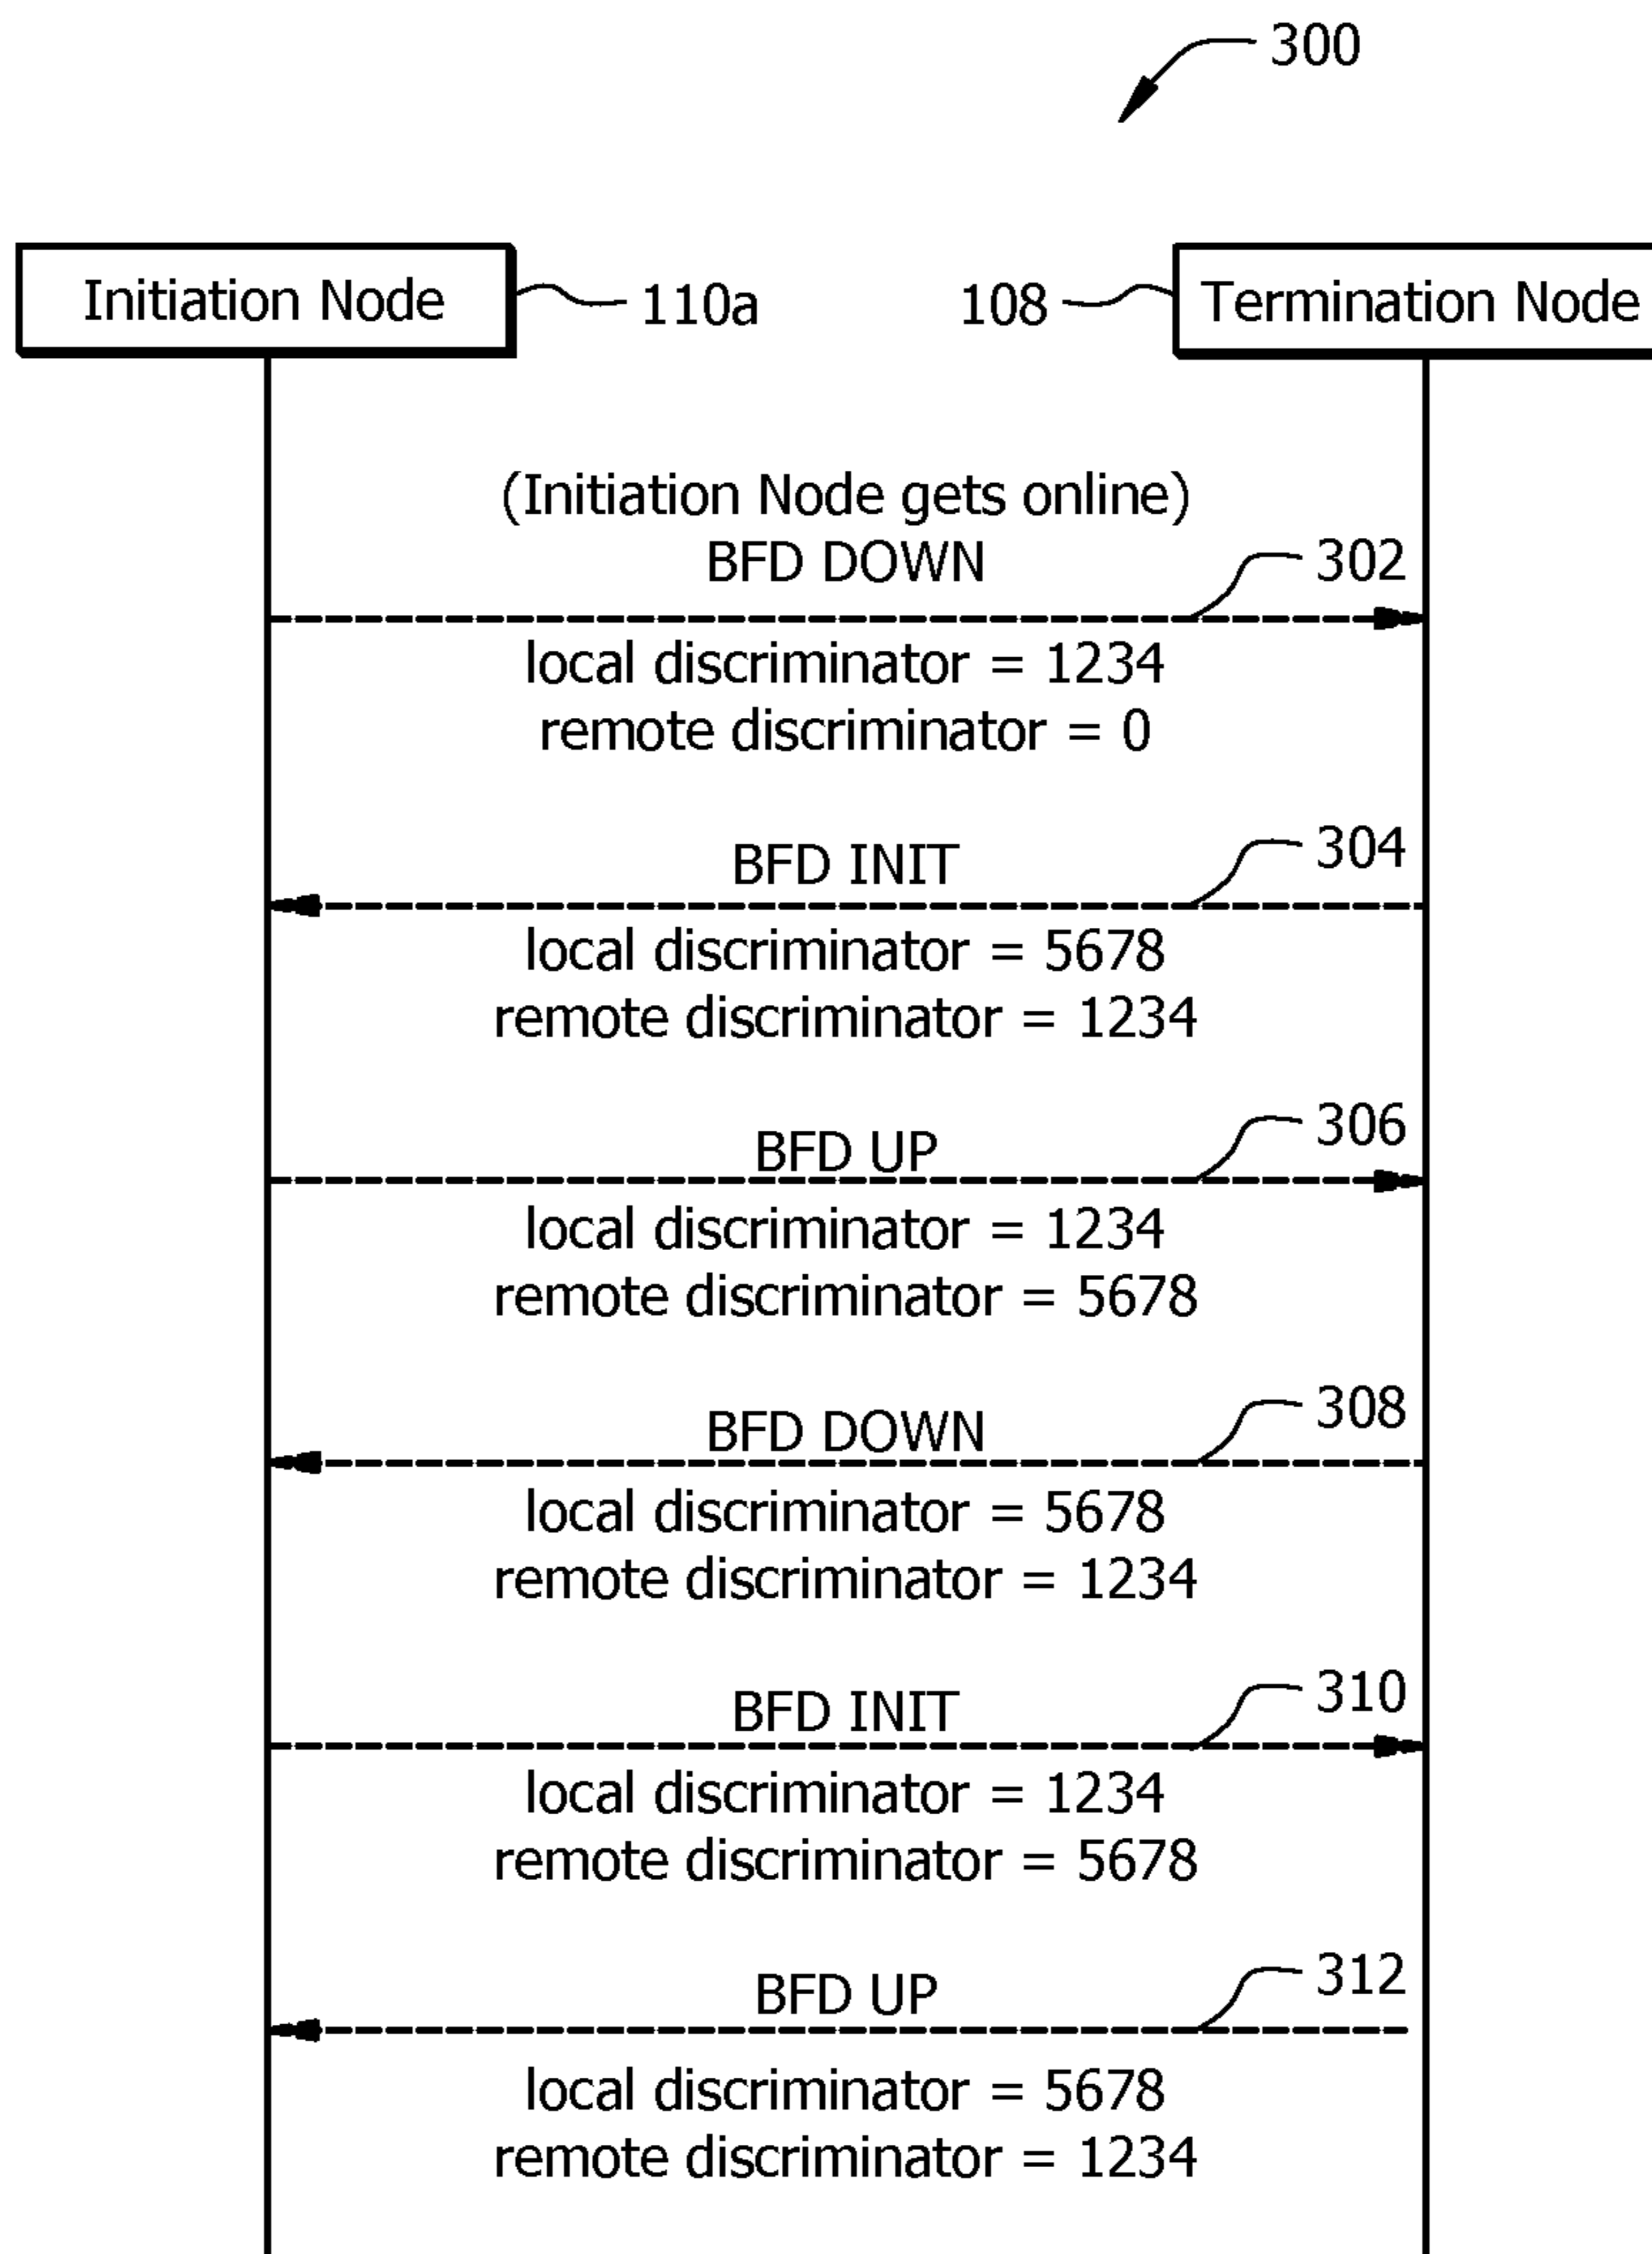 300
Initiation Node
110a
108
Termination Node
(Initiation Node gets online)
BFD DOWN
302
local discriminator = 1234
remote discriminator = 0
304
BFD INIT
local discriminator = 5678
remote discriminator = 1234
306
BFD UP
local discriminator = 1234
remote discriminator = 5678
308
BFD DOWN
local discriminator = 5678
remote discriminator = 1234
310
BFD INIT
local discriminator = 1234
remote discriminator = 5678
312
BFD UP
local discriminator = 5678
remote discriminator = 1234